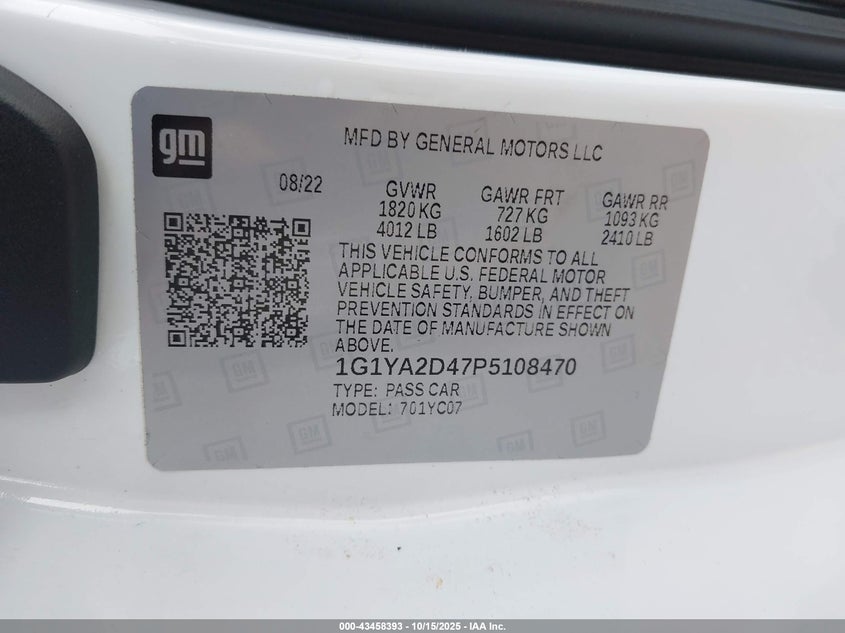 gm
MFD BY GENERAL MOTORS LLC
08/22
GVWR GAWR FRT GAWR RR
1820 KG 727 KG 1093 KG
4012 LB 1602 LB 2410 LB
THIS VEHICLE CONFORMS TO ALL
APPLICABLE U.S. FEDERAL MOTOR
VEHICLE SAFETY, BUMPER, AND THEFT
PREVENTION STANDARDS IN EFFECT ON
THE DATE OF MANUFACTURE SHOWN
ABOVE.
1G1YA2D47P5108470
TYPE: PASS CAR
MODEL: 701YC07
000-43458393 - 10/15/2025 - IAA Inc.